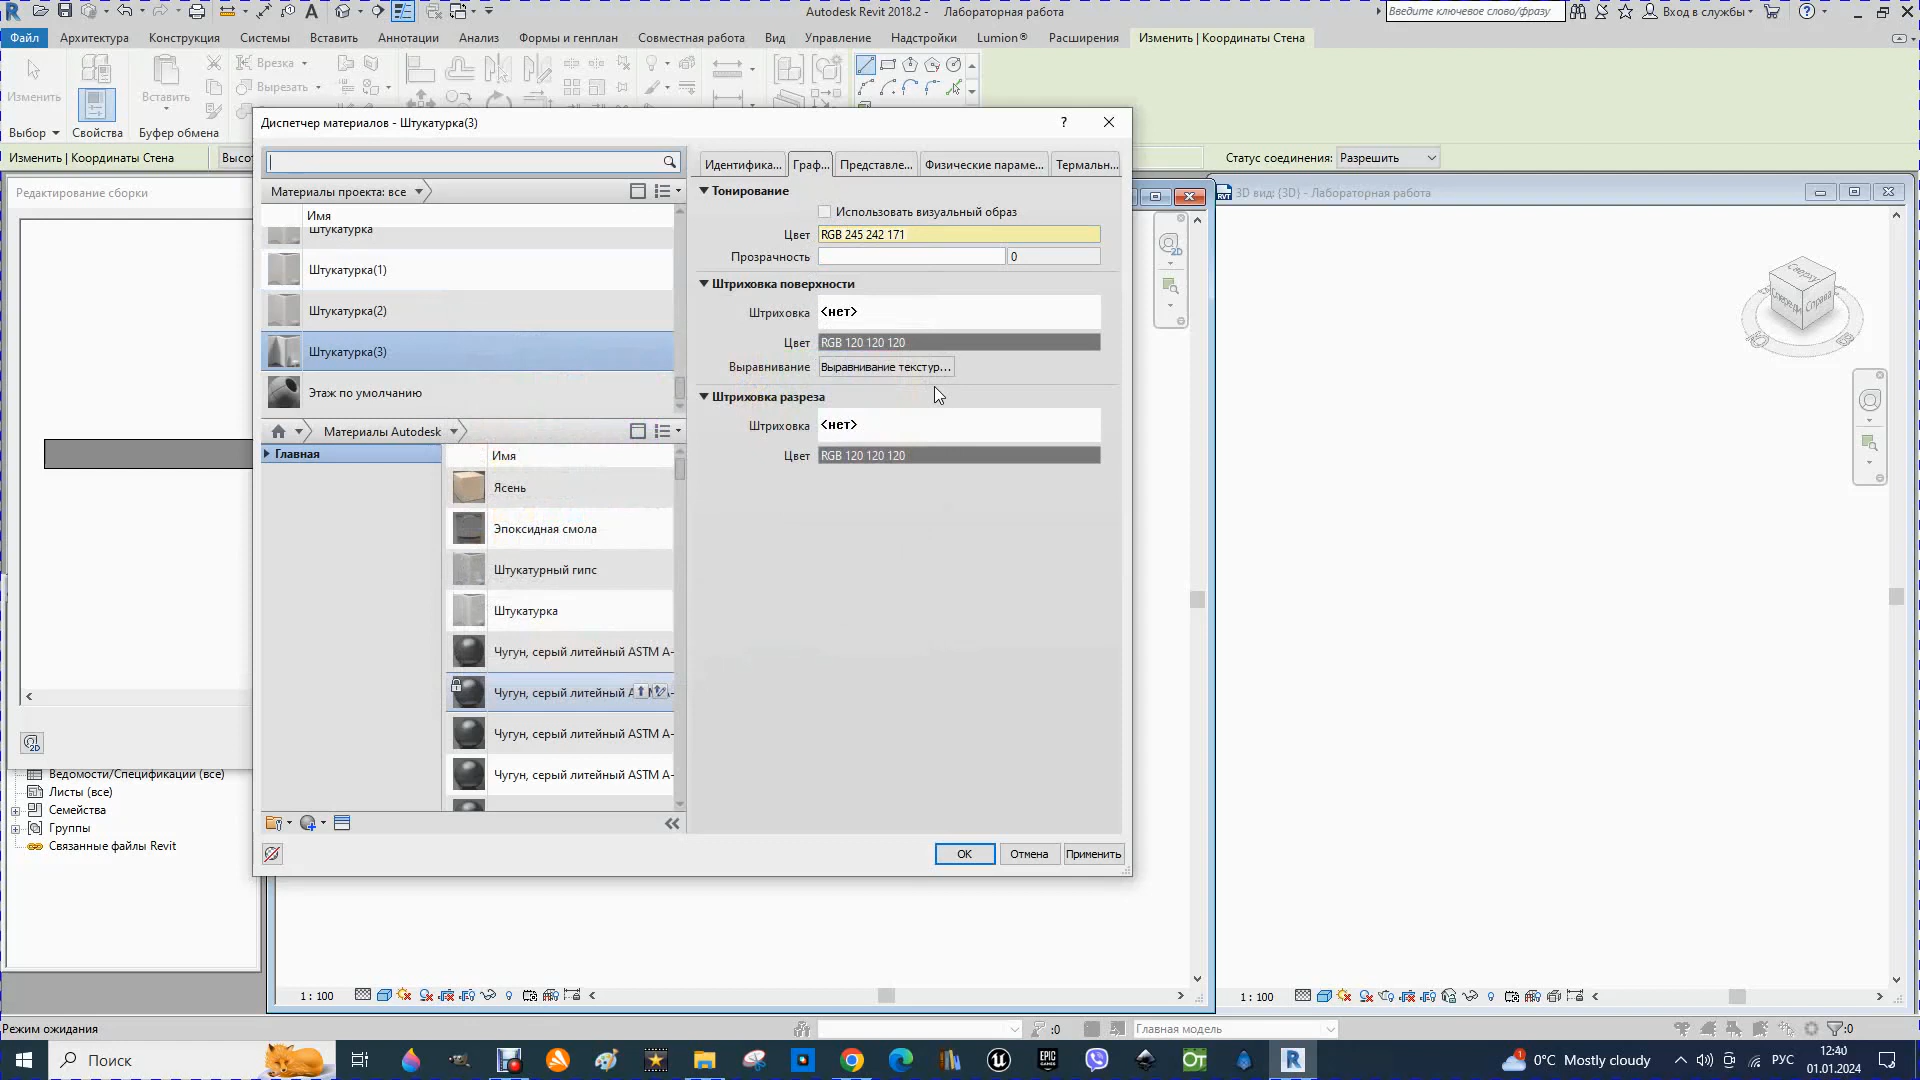 Autodesk Revit 2018.2 - Лабораторная работа
Введите ключевое слово/фразу
Вход в службы
Файл
Архитектура
Конструкция
Системы
Вставить
Аннотации
Анализ
Формы и генплан
Совместная работа
Вид
Управление
Надстройки
Lumion®
Расширения
Изменить | Координаты Стена
Изменить
Вставить
Врезка
Вырезать
Выбор
Свойства
Буфер обмена
Изменить | Координаты Стена
Высот
Статус соединения:
Разрешить
Редактирование сборки
Диспетчер материалов - Штукатурка(3)
Материалы проекта: все
Имя
Штукатурка
Штукатурка(1)
Штукатурка(2)
Штукатурка(3)
Этаж по умолчанию
Материалы Autodesk
Главная
Имя
Ясень
Эпоксидная смола
Штукатурный гипс
Штукатурка
Чугун, серый литейный ASTM A-
Чугун, серый литейный A
Чугун, серый литейный ASTM A-
Чугун, серый литейный ASTM A-
Идентифика...
Граф...
Представле...
Физические параме...
Термальн...
Тонирование
Использовать визуальный образ
Цвет
RGB 245 242 171
Прозрачность
0
Штриховка поверхности
Штриховка
<нет>
Цвет
RGB 120 120 120
Выравнивание
Выравнивание текстур...
Штриховка разреза
Штриховка
<нет>
Цвет
RGB 120 120 120
OK
Отмена
Применить
3D вид: {3D} - Лабораторная работа
Сверху
Спереди
Справа
Ведомости/Спецификации (все)
Листы (все)
Семейства
Группы
Связанные файлы Revit
1 : 100
1 : 100
Режим ожидания
:0
Главная модель
:0
Поиск
0°C Mostly cloudy
РУС
12:40
01.01.2024